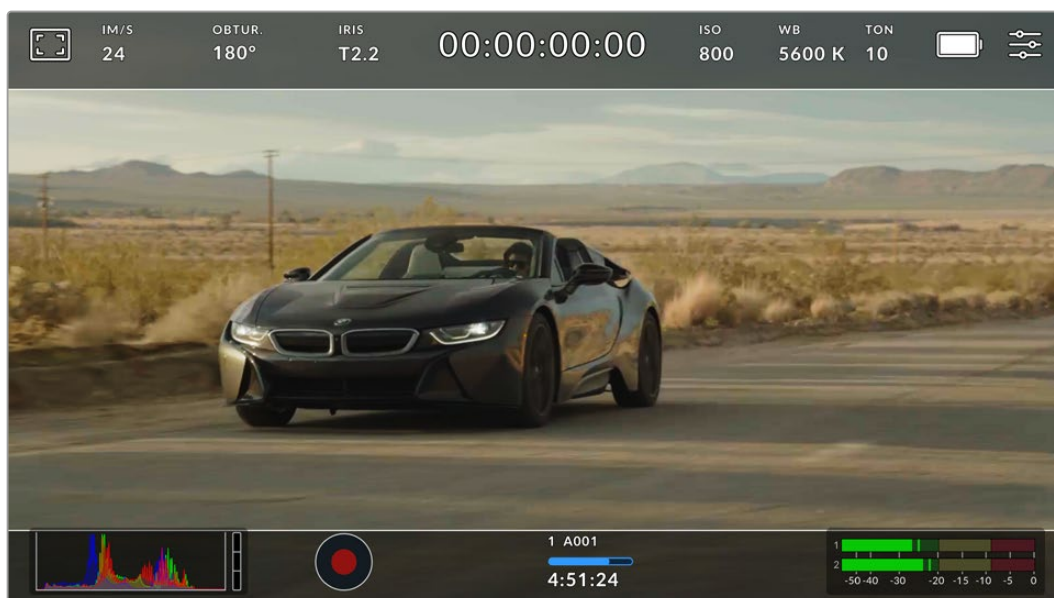 IM/S OBTUR. IRIS ISO WB TON
24 180° T2.2 00:00:00:00 800 5600 K 10
1 A001
4:51:24
1
2
-50 -40 -30 -20 -15 -10 -5 0